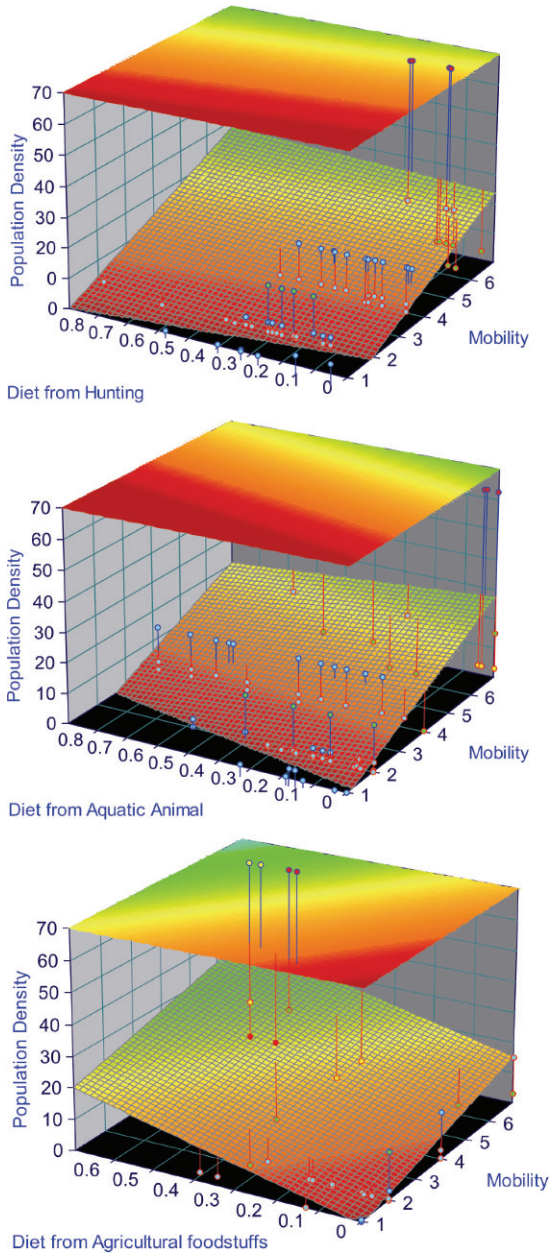 70
60
50
40
30
20
0
0
Population Density
0.8 0.7 0.6 0.5 0.4 0.3 0.2 0.1 0
1 2 3 4 5 6
Mobility
Diet from Hunting
70
60
50
40
30
20
10
0
Population Density
0.8 0.7 0.6 0.5 0.4 0.3 0.2 0.1 0
1 2 3 4 5 6
Mobility
Diet from Aquatic Animal
70
60
50
40
30
20
10
0
Population Density
0.6 0.5 0.4 0.3 0.2 0.1 0
1 2 3 4 5 6
Mobility
Diet from Agricultural foodstuffs